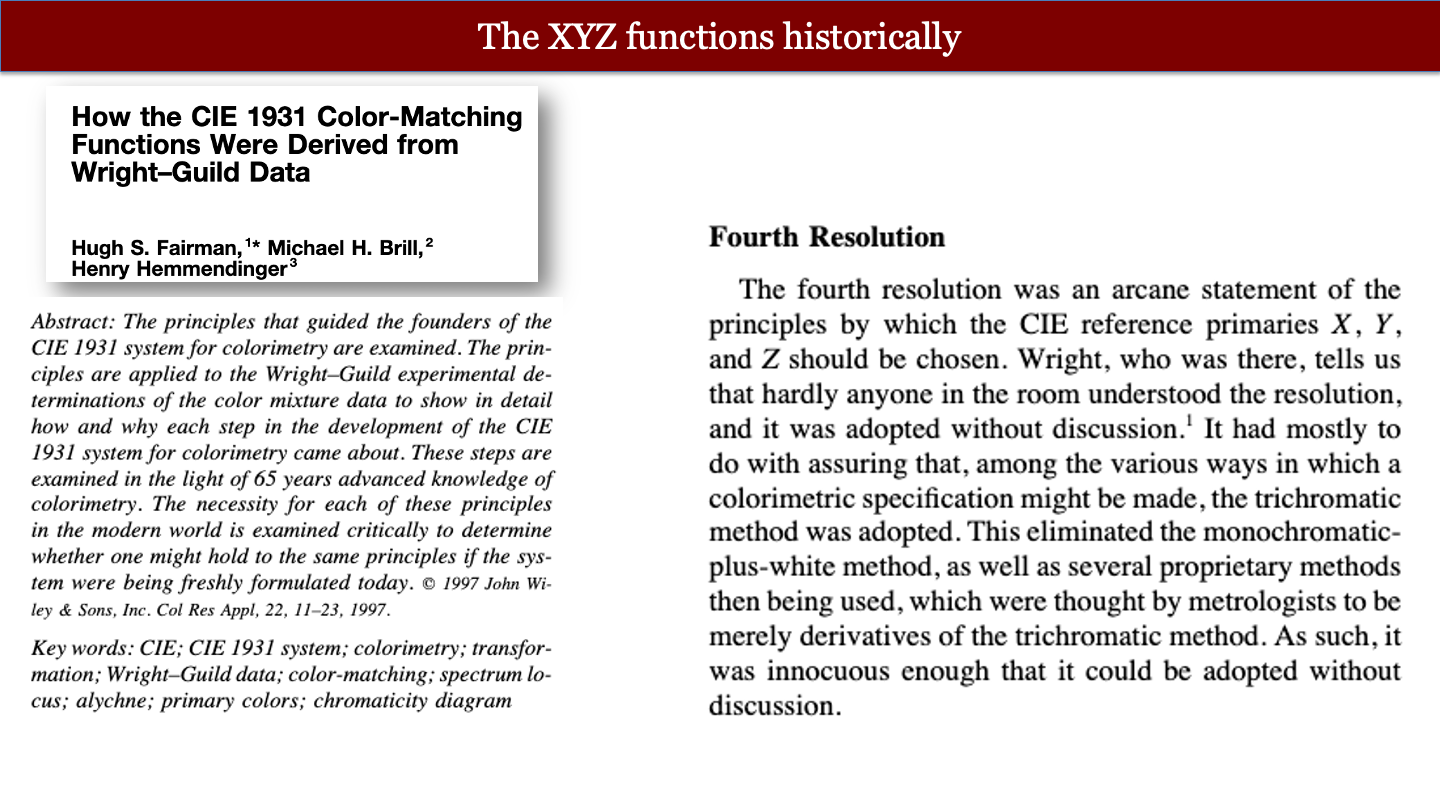 The XYZ functions historically
How the CIE 1931 Color-Matching
Functions Were Derived from
Wright–Guild Data
Hugh S. Fairman,1* Michael H. Brill,2
Henry Hemmendinger3
Abstract: The principles that guided the founders of the
CIE 1931 system for colorimetry are examined. The prin-
ciples are applied to the Wright–Guild experimental de-
terminations of the color mixture data to show in detail
how and why each step in the development of the CIE
1931 system for colorimetry came about. These steps are
examined in the light of 65 years advanced knowledge of
colorimetry. The necessity for each of these principles
in the modern world is examined critically to determine
whether one might hold to the same principles if the sys-
tem were being freshly formulated today. © 1997 John Wi-
ley & Sons, Inc. Col Res Appl, 22, 11–23, 1997.
Key words: CIE; CIE 1931 system; colorimetry; transfor-
mation; Wright–Guild data; color-matching; spectrum lo-
cus; alychne; primary colors; chromaticity diagram
Fourth Resolution
The fourth resolution was an arcane statement of the
principles by which the CIE reference primaries X, Y,
and Z should be chosen. Wright, who was there, tells us
that hardly anyone in the room understood the resolution,
and it was adopted without discussion.1 It had mostly to
do with assuring that, among the various ways in which a
colorimetric specification might be made, the trichromatic
method was adopted. This eliminated the monochromatic-
plus-white method, as well as several proprietary methods
then being used, which were thought by metrologists to be
merely derivatives of the trichromatic method. As such, it
was innocuous enough that it could be adopted without
discussion.